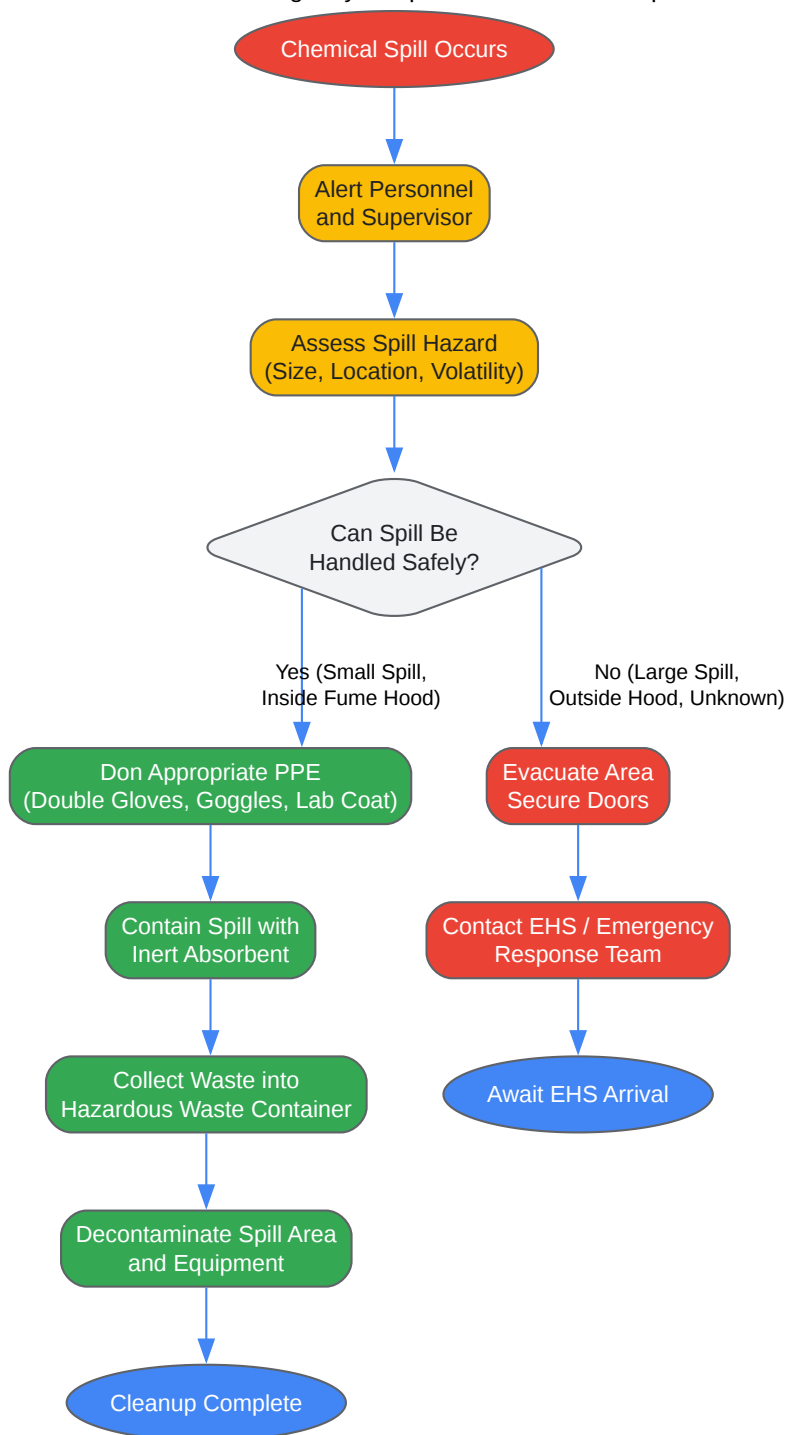 Chemical Spill Occurs
Alert Personnel
and Supervisor
Assess Spill Hazard
(Size, Location, Volatility)
Can Spill Be
Handled Safely?
Yes (Small Spill,
Inside Fume Hood)
No (Large Spill,
Outside Hood, Unknown)
Don Appropriate PPE
(Double Gloves, Goggles, Lab Coat)
Evacuate Area
Secure Doors
Contain Spill with
Inert Absorbent
Contact EHS / Emergency
Response Team
Collect Waste into
Hazardous Waste Container
Await EHS Arrival
Decontaminate Spill Area
and Equipment
Cleanup Complete